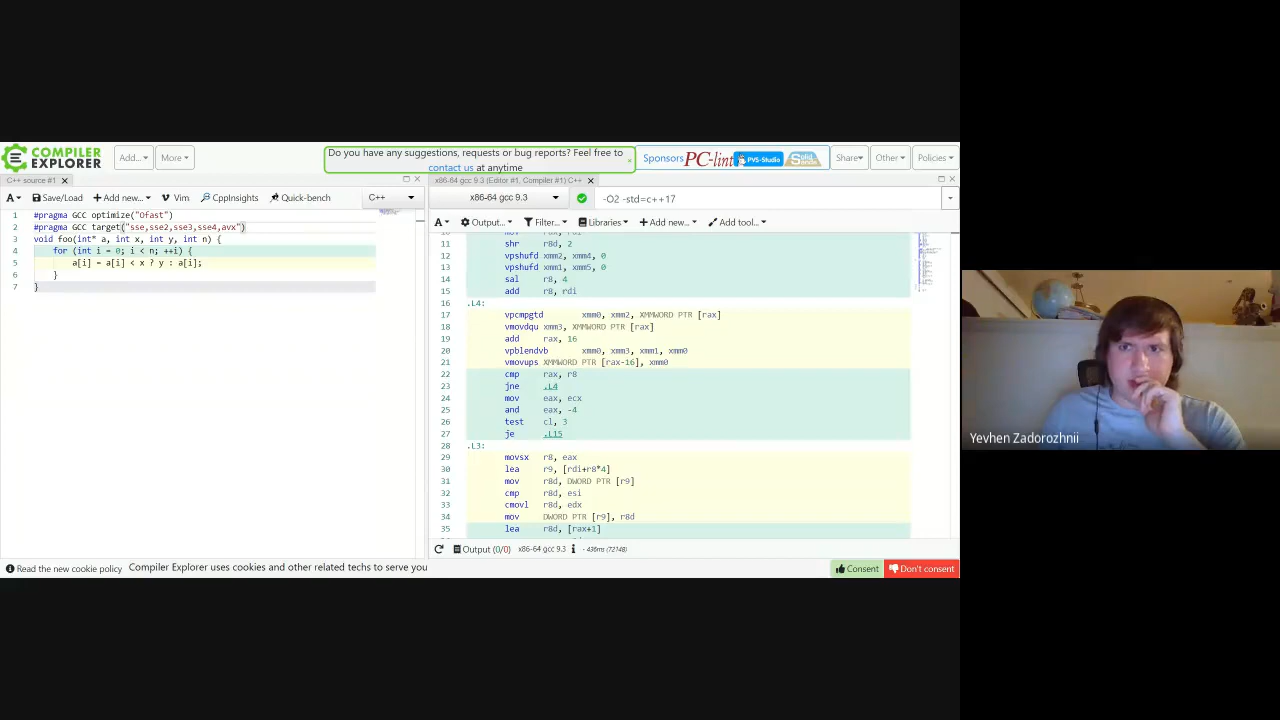 COMPILER
EXPLORER
Add...
More
Do you have any suggestions, requests or bug reports? Feel free to
contact us at anytime
Sponsors
PC-lint
PVS-Studio
Solid Sands
Share
Other
Policies
C++ source #1
A
Save/Load
Add new...
Vim
CppInsights
Quick-bench
C++
1 #pragma GCC optimize("Ofast")
2 #pragma GCC target("sse,sse2,sse3,sse4,avx")
3 void foo(int* a, int x, int y, int n) {
4 for (int i = 0; i < n; ++i) {
5 a[i] = a[i] < x ? y : a[i];
6 }
7 }
x86-64 gcc 9.3 (Editor #1, Compiler #1) C++
x86-64 gcc 9.3
-O2 -std=c++17
A
Output...
Filter...
Libraries
Add new...
Add tool...
11 shr r8d, 2
12 vpshufd xmm2, xmm4, 0
13 vpshufd xmm1, xmm5, 0
14 sal r8, 4
15 add r8, rdi
16 .L4:
17 vpcmpgtd xmm0, xmm2, XMMWORD PTR [rax]
18 vmovdqu xmm3, XMMWORD PTR [rax]
19 add rax, 16
20 vpblendvb xmm0, xmm3, xmm1, xmm0
21 vmovups XMMWORD PTR [rax-16], xmm0
22 cmp rax, r8
23 jne .L4
24 mov eax, ecx
25 and eax, -4
26 test cl, 3
27 je .L15
28 .L3:
29 movsx r8, eax
30 lea r9, [rdi+r8*4]
31 mov r8d, DWORD PTR [r9]
32 cmp r8d, esi
33 cmovl r8d, edx
34 mov DWORD PTR [r9], r8d
35 lea r8d, [rax+1]
Output (0/0) x86-64 gcc 9.3 i - 436ms (7214B)
Read the new cookie policy Compiler Explorer uses cookies and other related techs to serve you
Consent
Don't consent
Yevhen Zadorozhnii